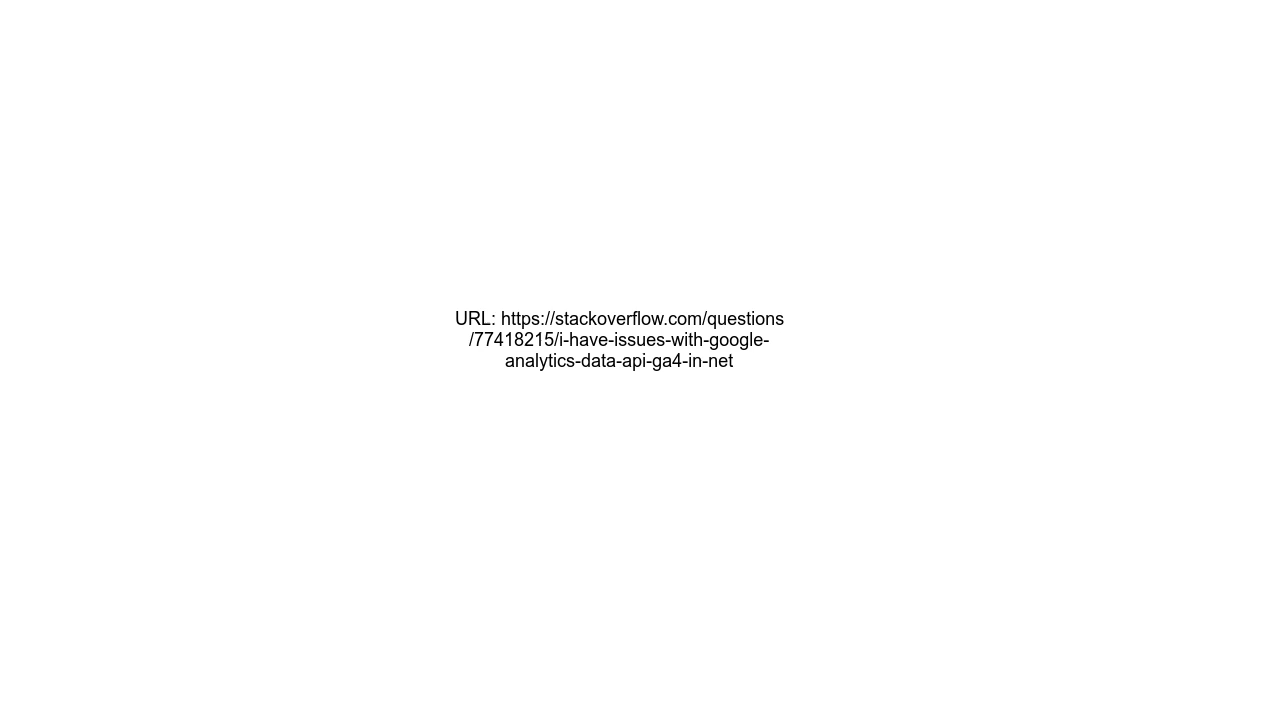 URL: https://stackoverflow.com/questions
/77418215/i-have-issues-with-google-
analytics-data-api-ga4-in-net